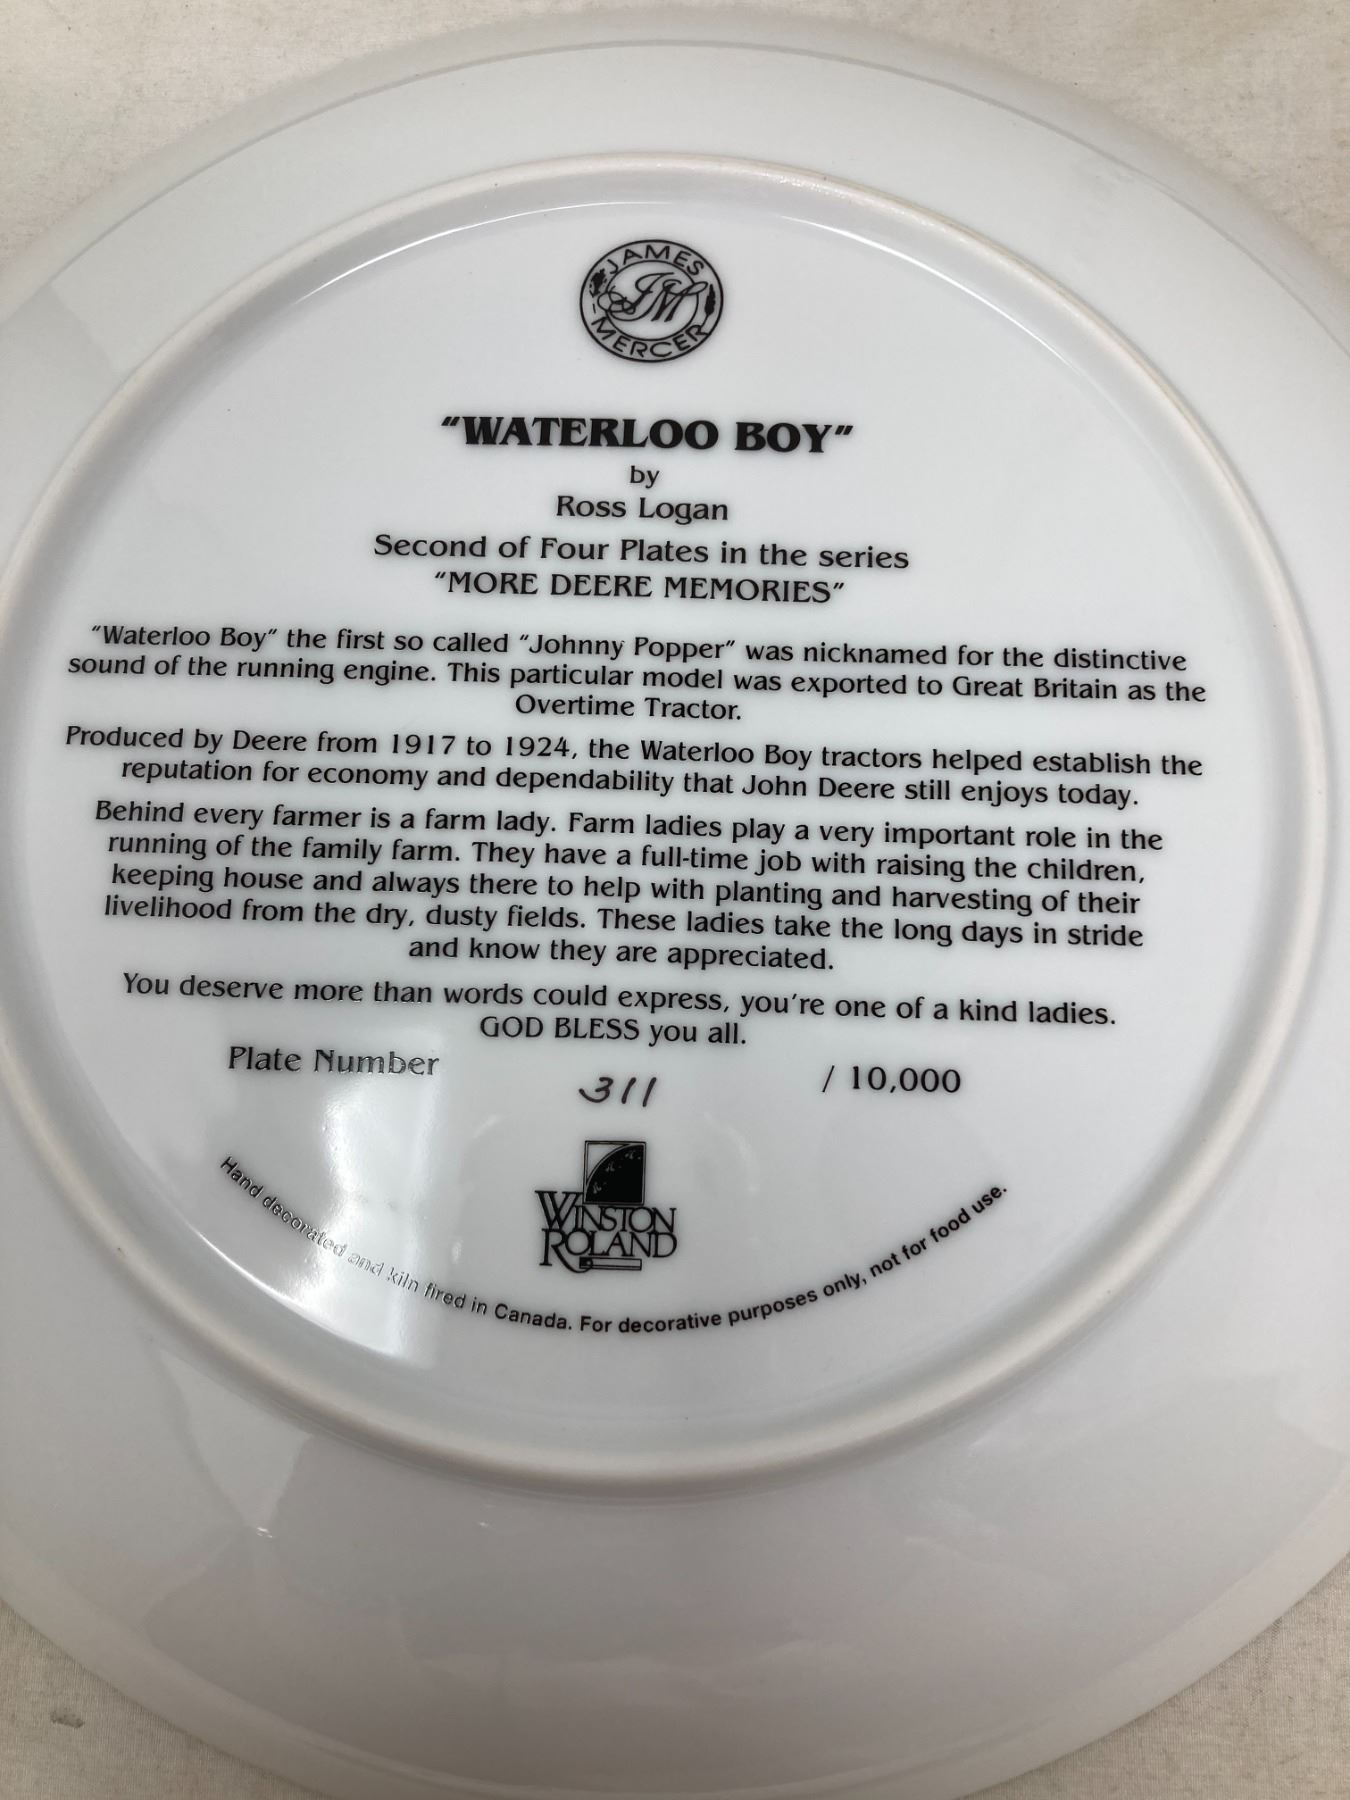 JAMES
JM
MERCER
“WATERLOO BOY”
by
Ross Logan
Second of Four Plates in the series
“MORE DEERE MEMORIES”
“Waterloo Boy” the first so called “Johnny Popper” was nicknamed for the distinctive
sound of the running engine. This particular model was exported to Great Britain as the
Overtime Tractor.
Produced by Deere from 1917 to 1924, the Waterloo Boy tractors helped establish the
reputation for economy and dependability that John Deere still enjoys today.
Behind every farmer is a farm lady. Farm ladies play a very important role in the
running of the family farm. They have a full-time job with raising the children,
keeping house and always there to help with planting and harvesting of their
livelihood from the dry, dusty fields. These ladies take the long days in stride
and know they are appreciated.
You deserve more than words could express, you're one of a kind ladies.
GOD BLESS you all.
Plate Number 311 / 10,000
WINSTON
ROLAND
Hand decorated and kiln fired in Canada. For decorative purposes only, not for food use.